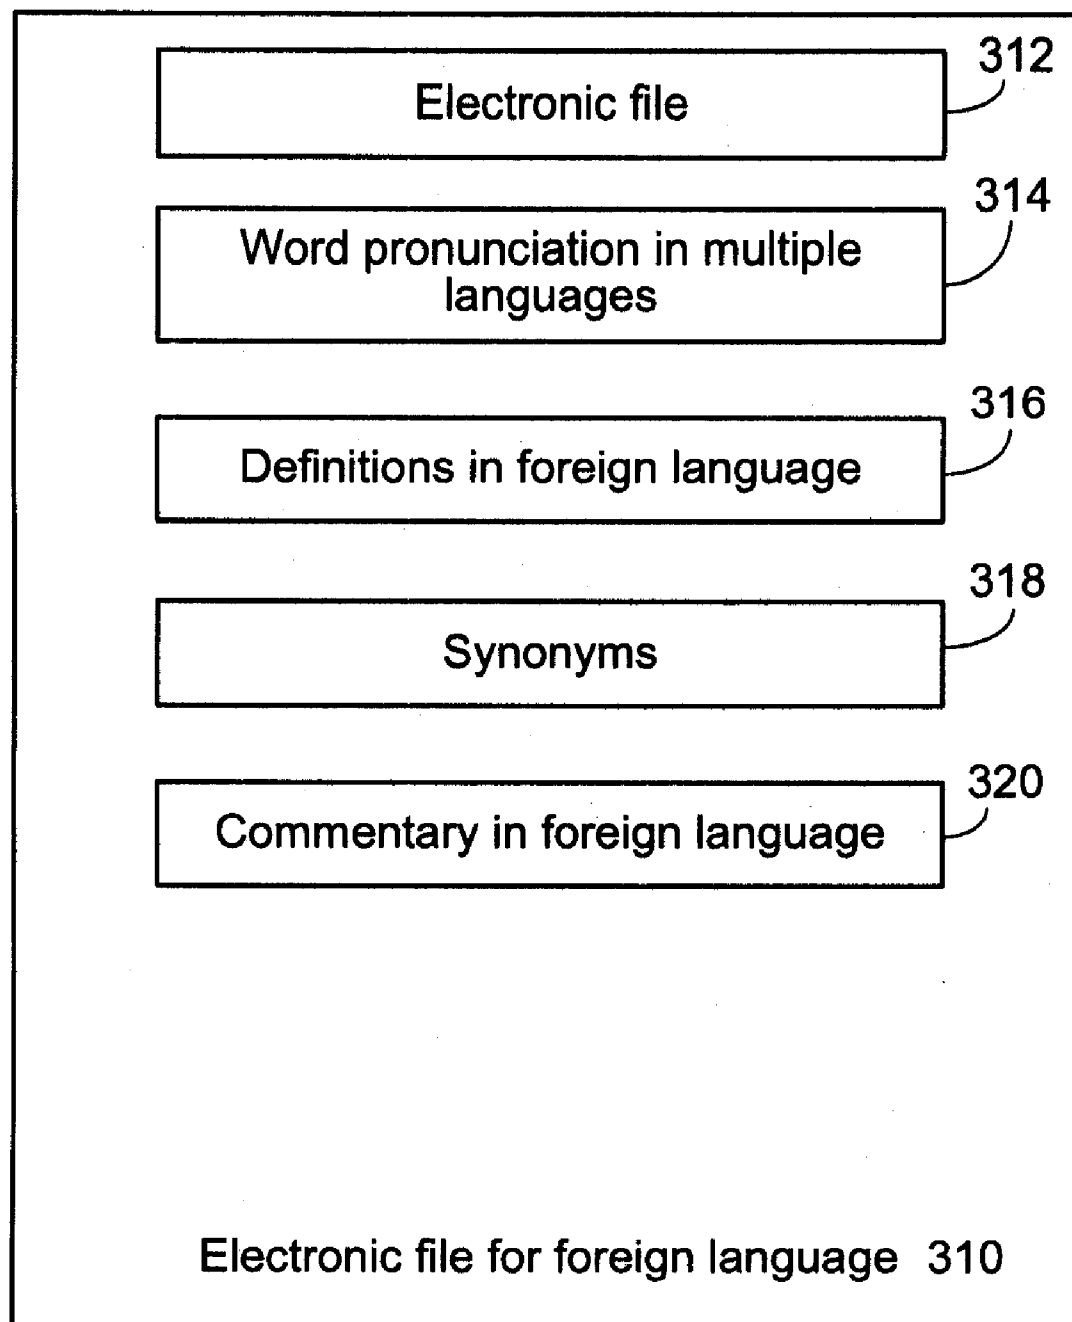 312
Electronic file
314
Word pronunciation in multiple
languages
316
Definitions in foreign language
318
Synonyms
320
Commentary in foreign language
Electronic file for foreign language 310